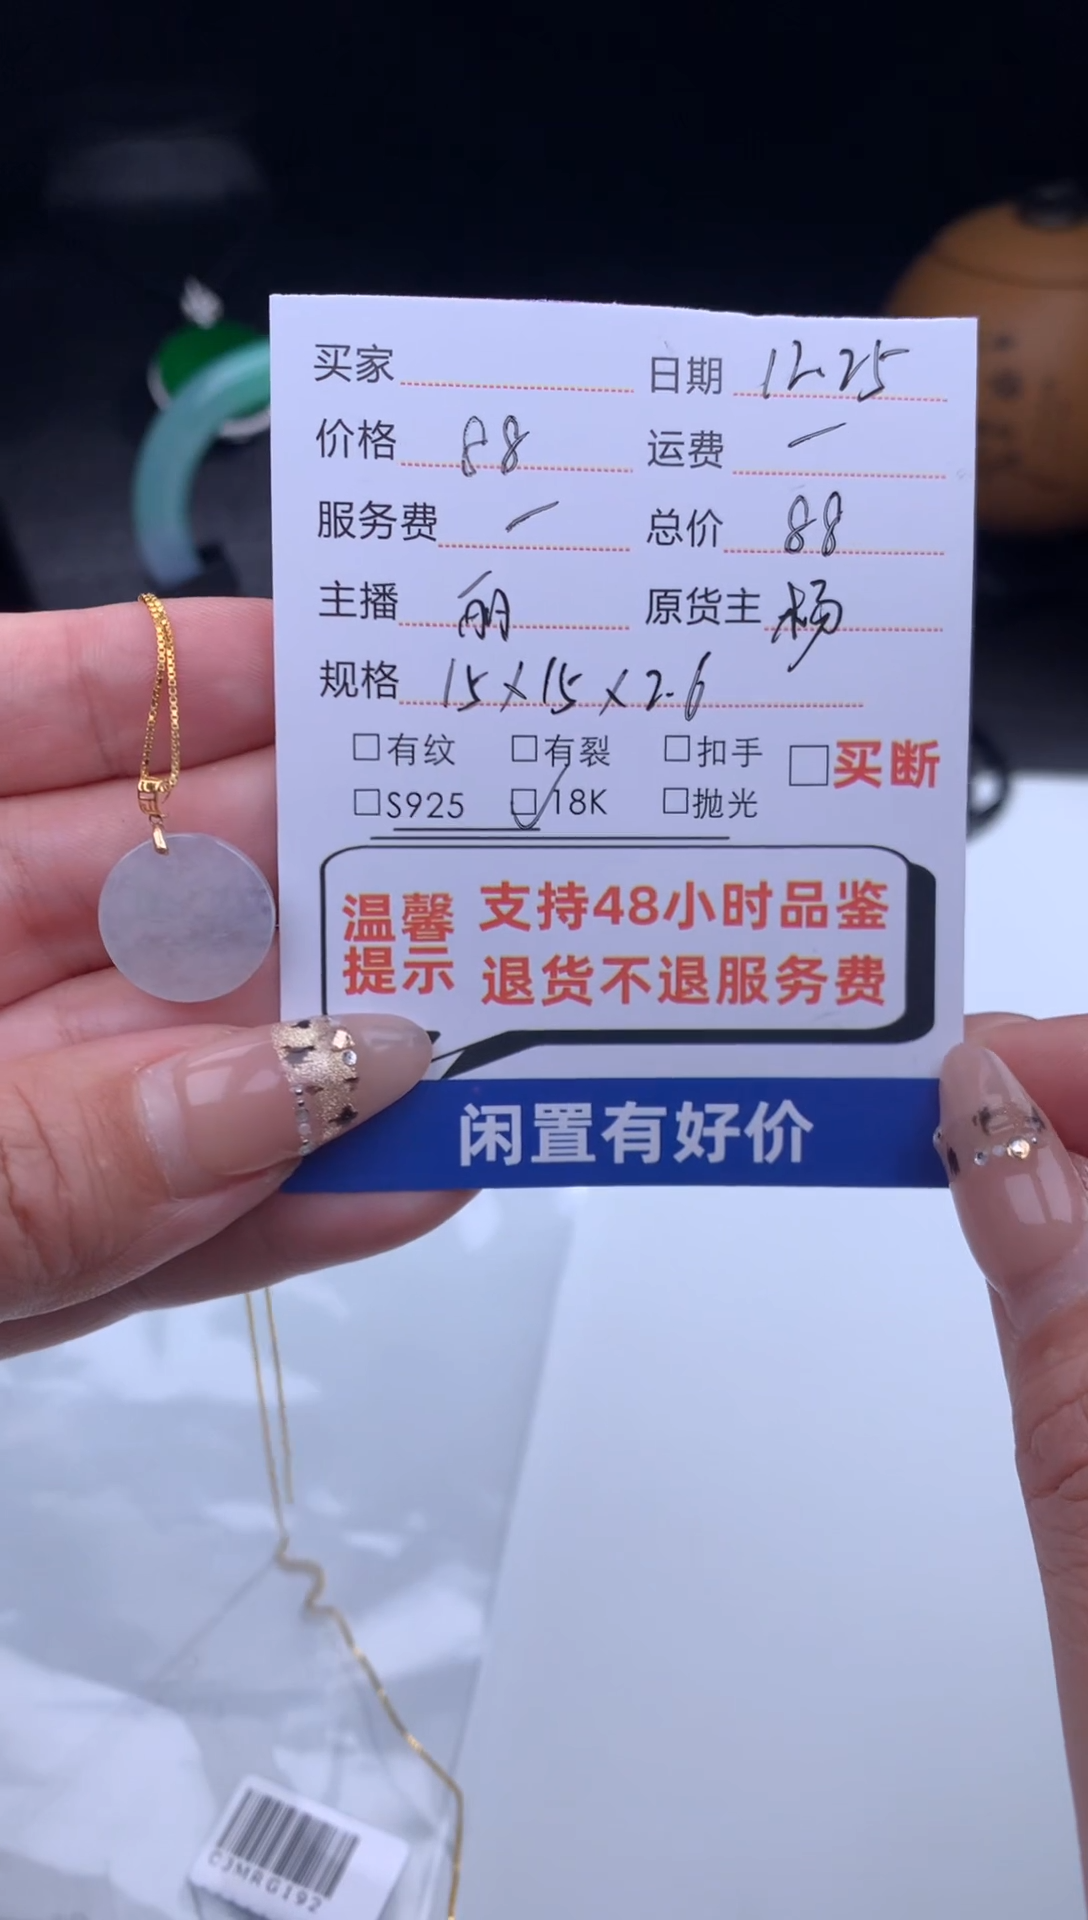 买家 日期 12.25
价格 88 运费 —
服务费 — 总价 88
主播 丽 原货主 杨
规格 15×15×2.6
□有纹 □有裂 □扣手 □买断
□S925 ☑18K □抛光
温馨提示 支持48小时品鉴
退货不退服务费
闲置有好价
CJMRG192